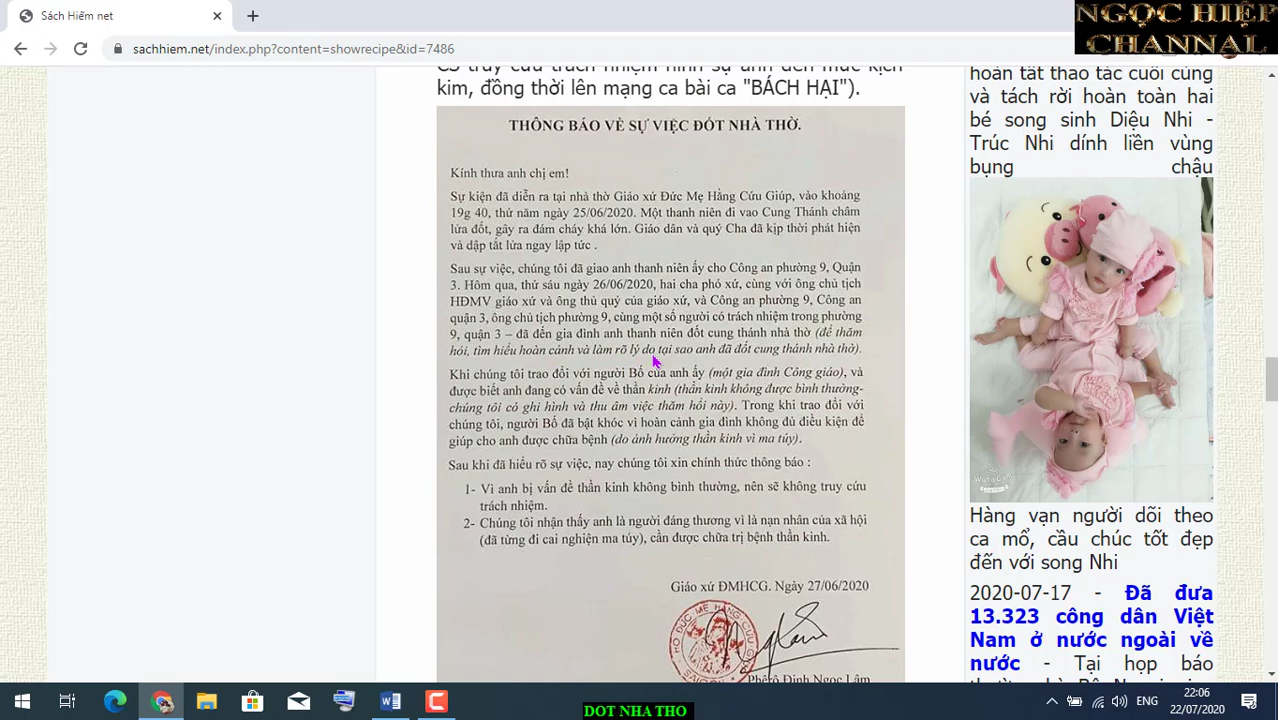 Sách Hiếm net
NGỌC HIỆP
CHANNAL
sachhiem.net/index.php?content=showrecipe&id=7486
kim, đồng thời lên mạng ca bài ca "BÁCH HẠI").
THÔNG BÁO VỀ SỰ VIỆC ĐỐT NHÀ THỜ.
Kính thưa anh chị em!
Sự kiện đã diễn ra tại nhà thờ Giáo xứ Đức Mẹ Hằng Cứu Giúp, vào khoảng
19g 40, thứ năm ngày 25/06/2020. Một thanh niên đi vào Cung Thánh châm
lửa đốt, gây ra đám cháy khá lớn. Giáo dân và quý Cha đã kịp thời phát hiện
và dập tắt lửa ngay lập tức .
Sau sự việc, chúng tôi đã giao anh thanh niên ấy cho Công an phường 9, Quận
3. Hôm qua, thứ sáu ngày 26/06/2020, hai cha phó xứ, cùng với ông chủ tịch
HĐMV giáo xứ và ông thủ quỹ của giáo xứ, và Công an phường 9, Công an
quận 3, ông chủ tịch phường 9, cùng một số người có trách nhiệm trong phường
9, quận 3 – đã đến gia đình anh thanh niên đốt cung thánh nhà thờ (để thăm
hỏi, tìm hiểu hoàn cảnh và làm rõ lý do tại sao anh đã đốt cung thánh nhà thờ).
Khi chúng tôi trao đổi với người Bố của anh ấy (một gia đình Công giáo), và
được biết anh đang có vấn đề về thần kinh (thần kinh không được bình thường-
chúng tôi có ghi hình và thu âm việc thăm hỏi này). Trong khi trao đổi với
chúng tôi, người Bố đã bật khóc vì hoàn cảnh gia đình không đủ điều kiện để
giúp cho anh được chữa bệnh (do ảnh hưởng thần kinh vì ma túy).
Sau khi đã hiểu rõ sự việc, nay chúng tôi xin chính thức thông báo :
1- Vì anh bị vấn đề thần kinh không bình thường, nên sẽ không truy cứu
trách nhiệm.
2- Chúng tôi nhận thấy anh là người đáng thương vì là nạn nhân của xã hội
(đã từng đi cai nghiện ma túy), cần được chữa trị bệnh thần kinh.
Giáo xứ ĐMHCG. Ngày 27/06/2020
Phêrô Định Ngọc Lâm
hoàn tất thao tác cuối cùng
và tách rời hoàn toàn hai
bé song sinh Diệu Nhi -
Trúc Nhi dính liền vùng
bụng chậu
Hàng vạn người dõi theo
ca mổ, cầu chúc tốt đẹp
đến với song Nhi
2020-07-17 - Đã đưa
13.323 công dân Việt
Nam ở nước ngoài về
nước - Tại họp báo
ENG
22:06
22/07/2020
DOT NHA THO